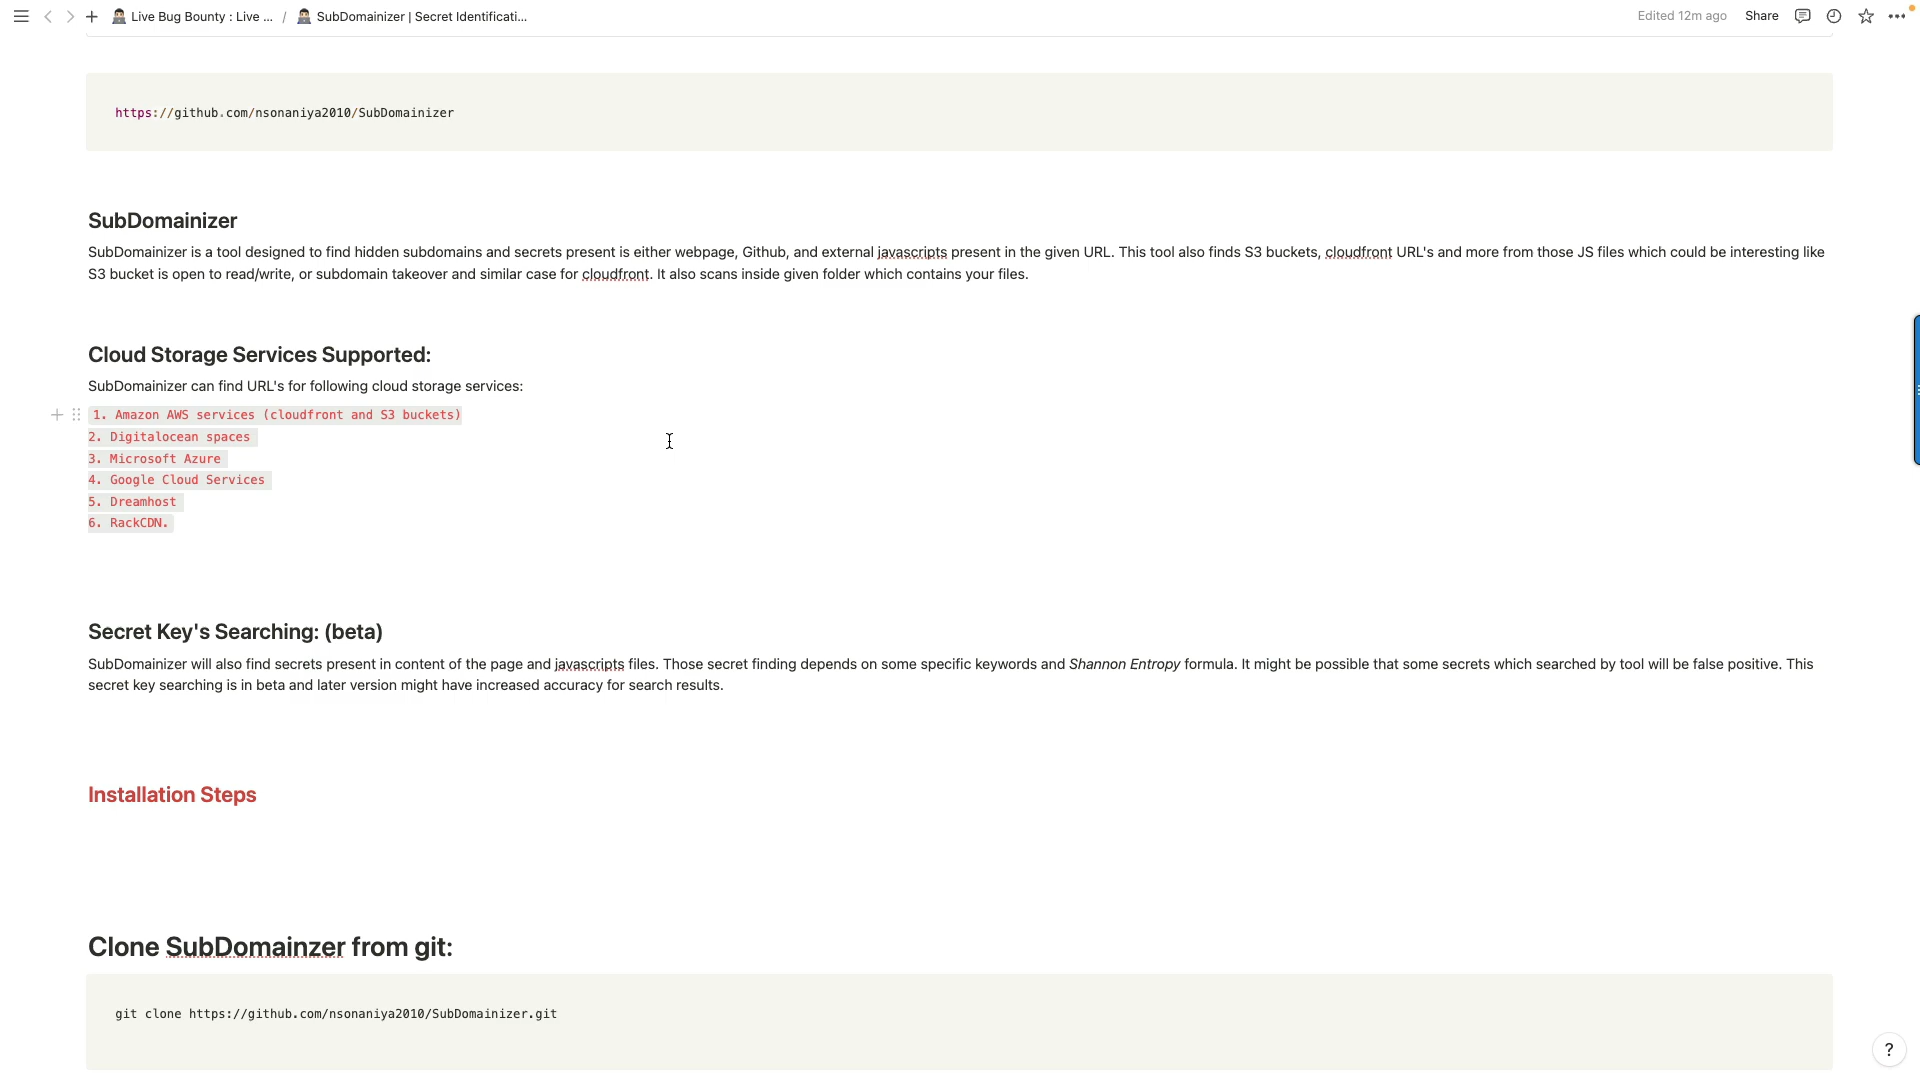 Live Bug Bounty : Live ... / SubDomainizer | Secret Identificati...
Edited 12m ago Share
https://github.com/nsonaniya2010/SubDomainizer
SubDomainizer
SubDomainizer is a tool designed to find hidden subdomains and secrets present is either webpage, Github, and external javascripts present in the given URL. This tool also finds S3 buckets, cloudfront URL's and more from those JS files which could be interesting like
S3 bucket is open to read/write, or subdomain takeover and similar case for cloudfront. It also scans inside given folder which contains your files.
Cloud Storage Services Supported:
SubDomainizer can find URL's for following cloud storage services:
1. Amazon AWS services (cloudfront and S3 buckets)
2. Digitalocean spaces
3. Microsoft Azure
4. Google Cloud Services
5. Dreamhost
6. RackCDN.
Secret Key's Searching: (beta)
SubDomainizer will also find secrets present in content of the page and javascripts files. Those secret finding depends on some specific keywords and Shannon Entropy formula. It might be possible that some secrets which searched by tool will be false positive. This
secret key searching is in beta and later version might have increased accuracy for search results.
Installation Steps
Clone SubDomainzer from git:
git clone https://github.com/nsonaniya2010/SubDomainizer.git
?